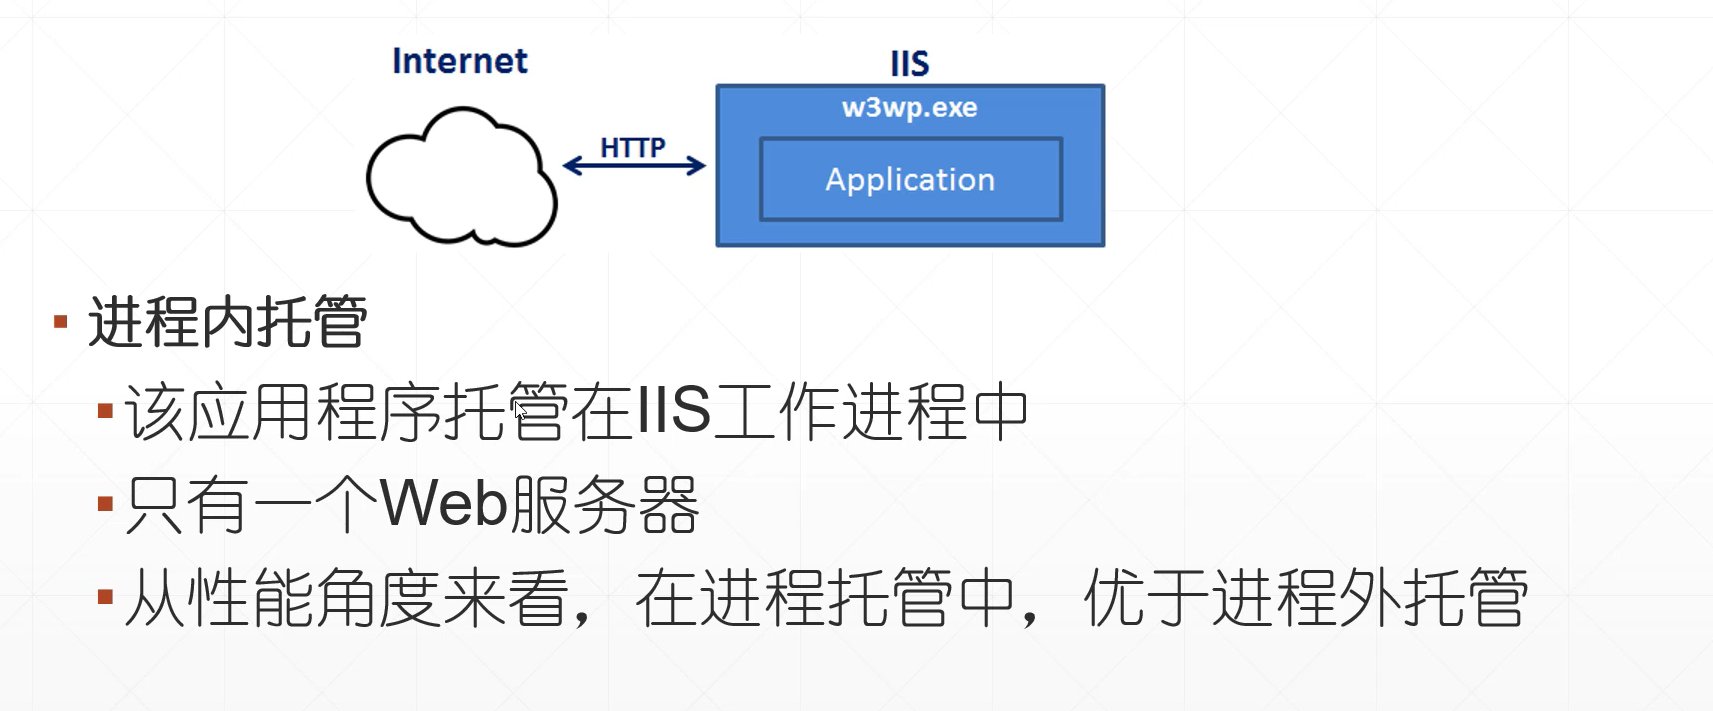 Internet
IIS
w3wp.exe
HTTP
Application
进程内托管
该应用程序托管在IIS工作进程中
只有一个Web服务器
从性能角度来看，在进程托管中，优于进程外托管